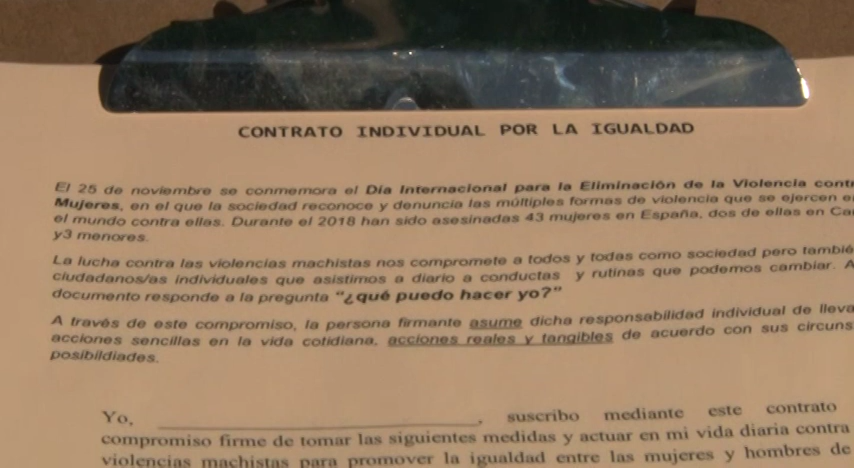 CONTRATO INDIVIDUAL POR LA IGUALDAD
El 25 de noviembre se conmemora el Día Internacional para la Eliminación de la Violencia contr
Mujeres, en el que la sociedad reconoce y denuncia las múltiples formas de violencia que se ejercen e
el mundo contra ellas. Durante el 2018 han sido asesinadas 43 mujeres en España, dos de ellas en Ca
y3 menores.
La lucha contra las violencias machistas nos compromete a todos y todas como sociedad pero tambié
ciudadanos/as individuales que asistimos a diario a conductas y rutinas que podemos cambiar. A
documento responde a la pregunta "¿qué puedo hacer yo?"
A través de este compromiso, la persona firmante asume dicha responsabilidad individual de lleva
acciones sencillas en la vida cotidiana, acciones reales y tangibles de acuerdo con sus circuns
posibildiades.
Yo, ______________________________, suscribo mediante este contrato
compromiso firme de tomar las siguientes medidas y actuar en mi vida diaria contra
violencias machistas para promover la igualdad entre las mujeres y hombres de